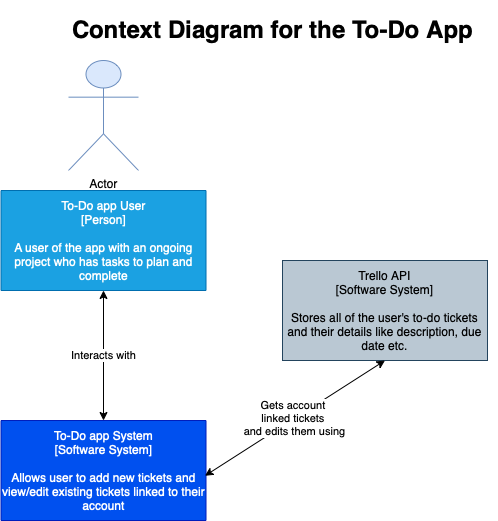 Context Diagram for the To-Do App
Actor
To-Do app User
[Person]
A user of the app with an ongoing
project who has tasks to plan and
complete
Trello API
[Software System]
Stores all of the user's to-do tickets
and their details like description, due
date etc.
Interacts with
Gets account
linked tickets
and edits them using
To-Do app System
[Software System]
Allows user to add new tickets and
view/edit existing tickets linked to their
account